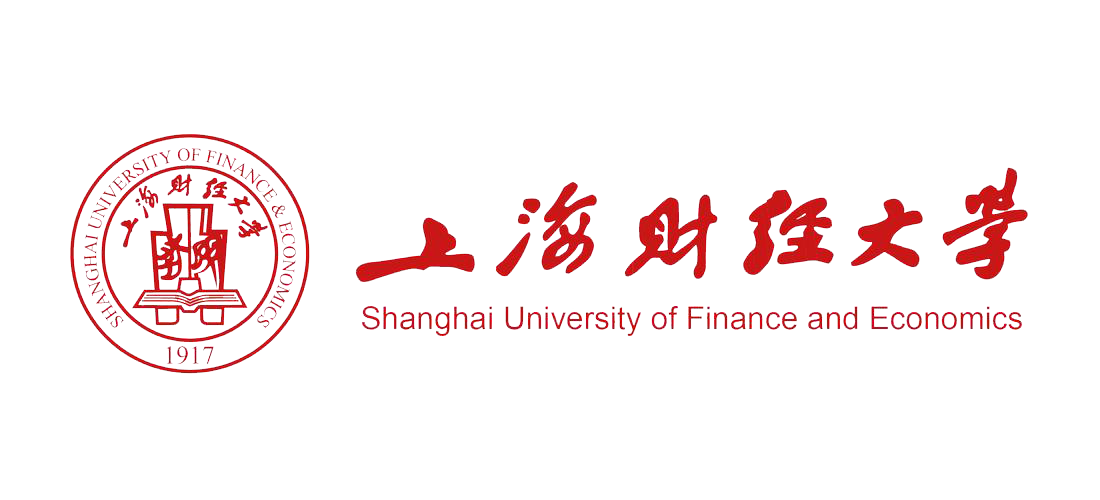 SHANGHAI UNIVERSITY OF FINANCE & ECONOMICS
上海财经大学
1917
上海财经大学
Shanghai University of Finance and Economics